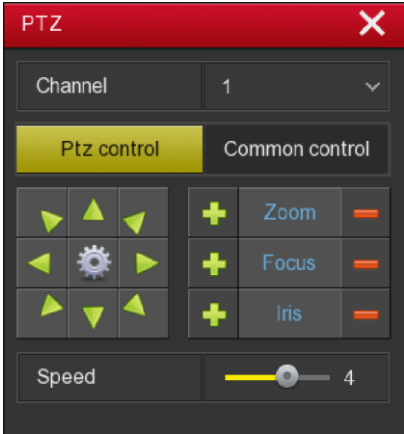 PTZ
Channel 1
Ptz control Common control
Zoom
Focus
Iris
Speed 4